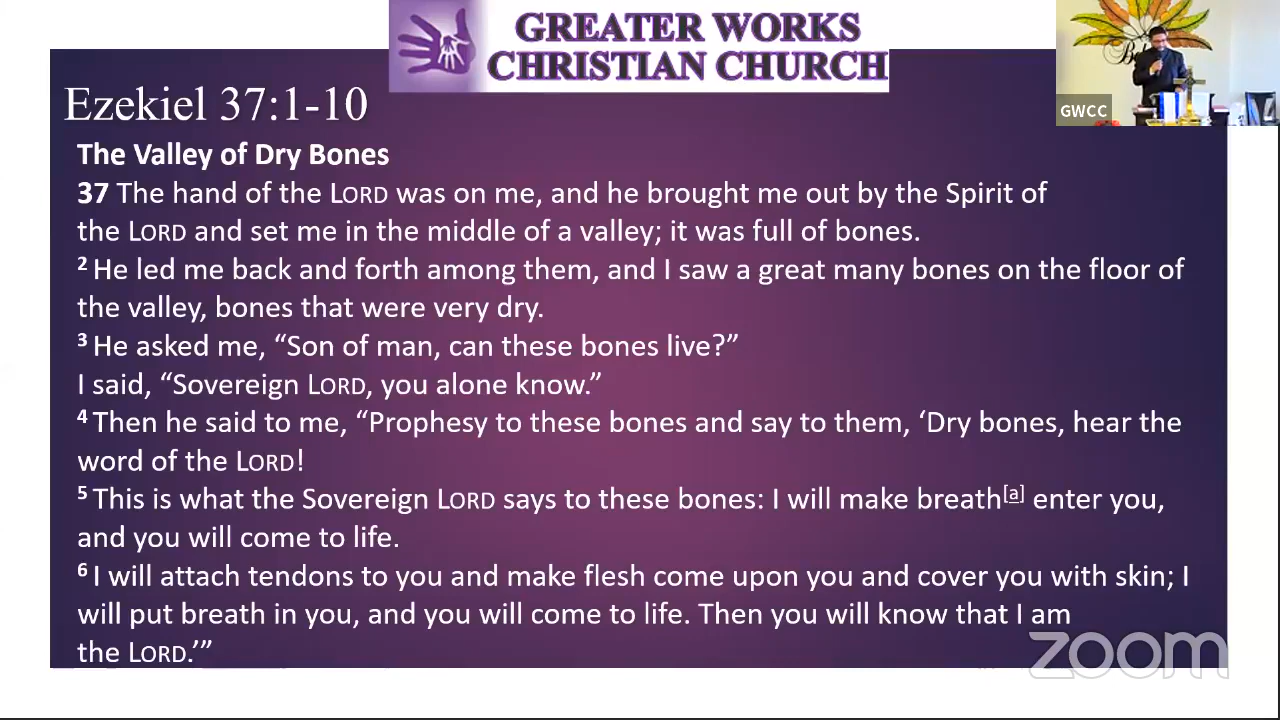 GREATER WORKS
CHRISTIAN CHURCH
GWCC
Ezekiel 37:1-10
The Valley of Dry Bones
37 The hand of the LORD was on me, and he brought me out by the Spirit of
the LORD and set me in the middle of a valley; it was full of bones.
2 He led me back and forth among them, and I saw a great many bones on the floor of
the valley, bones that were very dry.
3 He asked me, “Son of man, can these bones live?”
I said, “Sovereign LORD, you alone know.”
4 Then he said to me, “Prophesy to these bones and say to them, ‘Dry bones, hear the
word of the LORD!
5 This is what the Sovereign LORD says to these bones: I will make breath[a] enter you,
and you will come to life.
6 I will attach tendons to you and make flesh come upon you and cover you with skin; I
will put breath in you, and you will come to life. Then you will know that I am
the LORD.’”
zoom